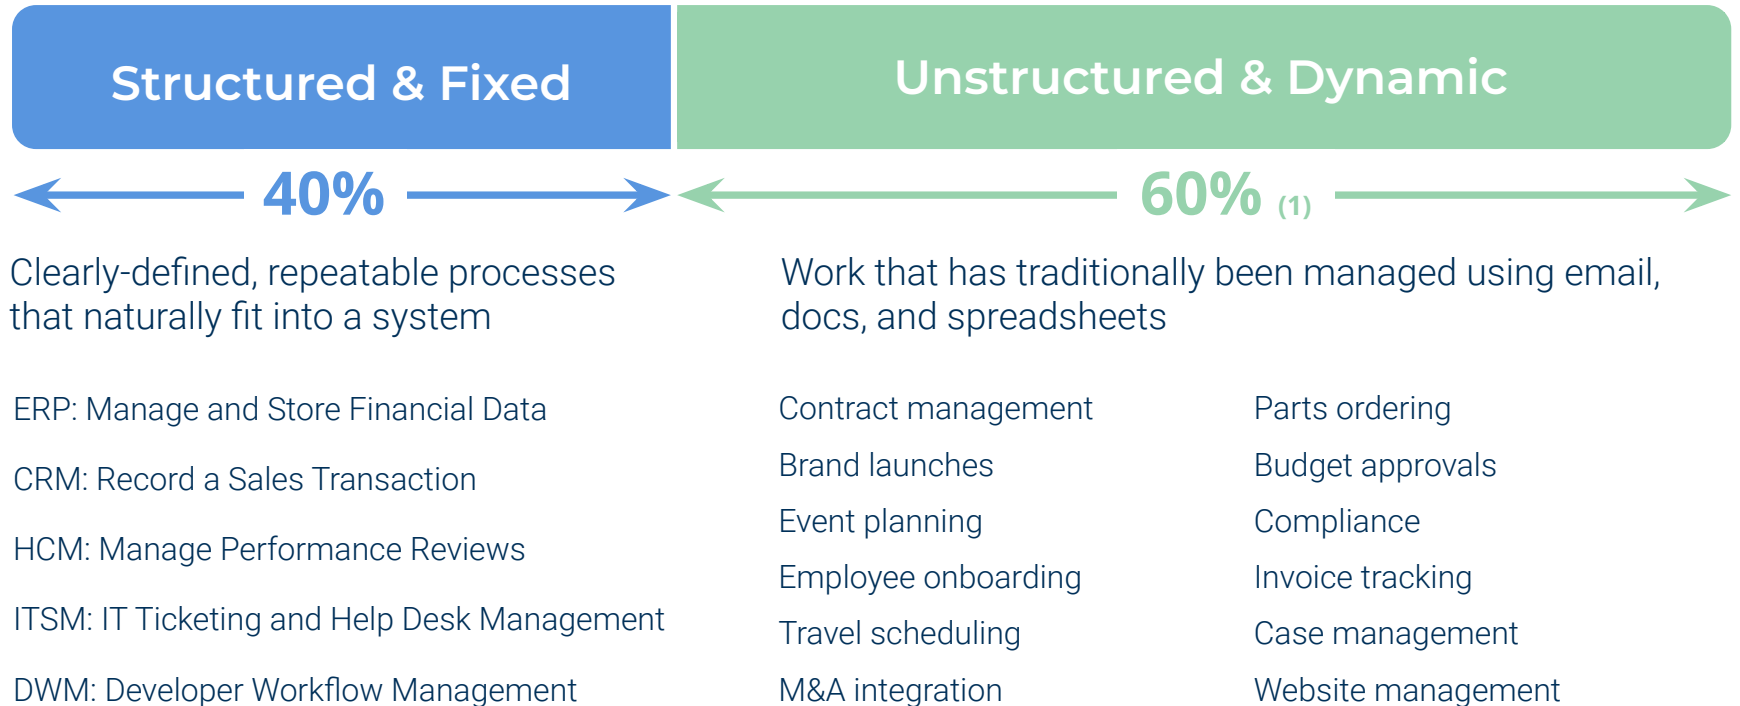 Structured & Fixed
Unstructured & Dynamic
40%
60% (1)
Clearly-defined, repeatable processes
that naturally fit into a system
Work that has traditionally been managed using email,
docs, and spreadsheets
ERP: Manage and Store Financial Data
CRM: Record a Sales Transaction
HCM: Manage Performance Reviews
ITSM: IT Ticketing and Help Desk Management
DWM: Developer Workflow Management
Contract management
Brand launches
Event planning
Employee onboarding
Travel scheduling
M&A integration
Parts ordering
Budget approvals
Compliance
Invoice tracking
Case management
Website management